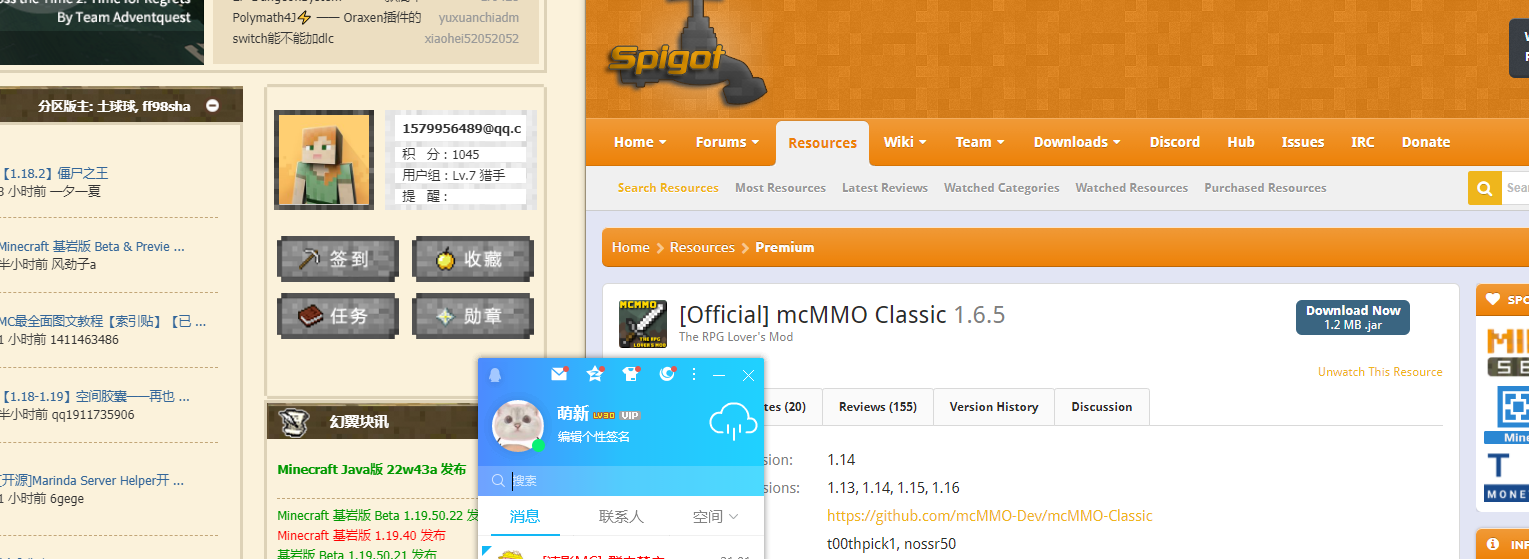 By Team Adventquest
Polymath4J⚡ —— Oraxen插件的 yuxuanchiadm
switch能不能加dlc xiaohei52052052
分区版主: 土球球, ff98sha
【1.18.2】僵尸之王
3 小时前 一夕一夏
Minecraft 基岩版 Beta & Previe ...
半小时前 风劲子a
MC最全面图文教程【索引贴】【已 ...
1 小时前 1411463486
【1.18-1.19】空间胶囊——再也 ...
半小时前 qq1911735906
[开源]Marinda Server Helper开 ...
1 小时前 6gege
1579956489@qq.c
积 分 : 1045
用户组 : Lv.7 猎手
提 醒 :
签到
收藏
任务
勋章
幻翼块讯
Minecraft Java版 22w43a 发布
Minecraft 基岩版 Beta 1.19.50.22 发
Minecraft 基岩版 1.19.40 发布
基岩版 Beta 1.19.50.21 发布
萌新 LV30 VIP
编辑个性签名
搜索
消息 联系人 空间
Spigot
Home Forums Resources Wiki Team Downloads Discord Hub Issues IRC Donate
Search Resources Most Resources Latest Reviews Watched Categories Watched Resources Purchased Resources
Home Resources Premium
MCMMO
THE RPG
LOVER'S MOD
[Official] mcMMO Classic 1.6.5
The RPG Lover's Mod
Download Now
1.2 MB .jar
Unwatch This Resource
tes (20) Reviews (155) Version History Discussion
sion: 1.14
sions: 1.13, 1.14, 1.15, 1.16
https://github.com/mcMMO-Dev/mcMMO-Classic
t00thpick1, nossr50
SPO
MIN
SE
Mine
T
MONE
INF